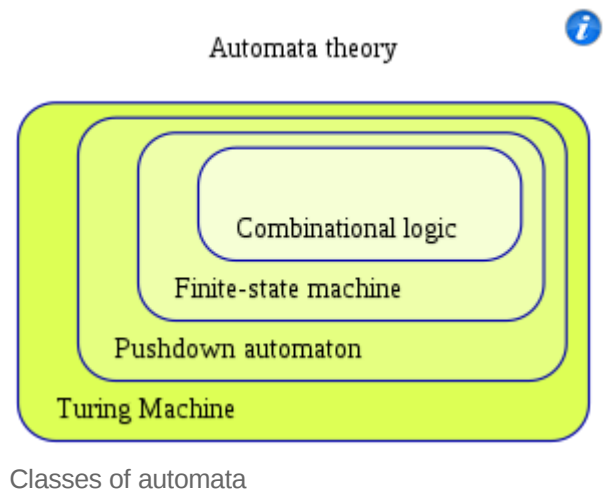 Automata theory
Combinational logic
Finite-state machine
Pushdown automaton
Turing Machine
Classes of automata